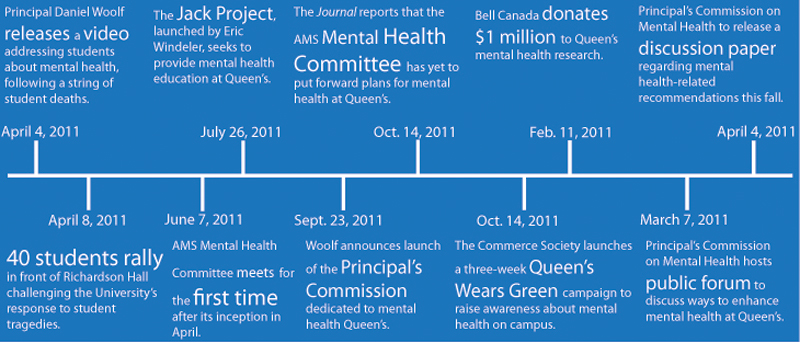 Principal Daniel Woolf
releases a video
addressing students
about mental health,
following a string of
student deaths.
The Jack Project,
launched by Eric
Windeler, seeks to
provide mental health
education at Queen's.
The Journal reports that the
AMS Mental Health
Committee has yet to
put forward plans for mental
health at Queen's.
Bell Canada donates
$1 million to Queen's
mental health research.
Principal's Commission on
Mental Health to release a
discussion paper
regarding mental
health-related
recommendations this fall.
April 4, 2011
July 26, 2011
Oct. 14, 2011
Feb. 11, 2011
April 4, 2011
April 8, 2011
June 7, 2011
Sept. 23, 2011
Oct. 14, 2011
March 7, 2011
40 students rally
in front of Richardson Hall
challenging the University's
response to student
tragedies.
AMS Mental Health
Committee meets for
the first time
after its inception in
April.
Woolf announces launch
of the Principal's
Commission
dedicated to mental
health Queen's.
The Commerce Society launches
a three-week Queen's
Wears Green campaign to
raise awareness about mental
health on campus.
Principal's Commission
on Mental Health hosts
public forum to
discuss ways to enhance
mental health at Queen's.